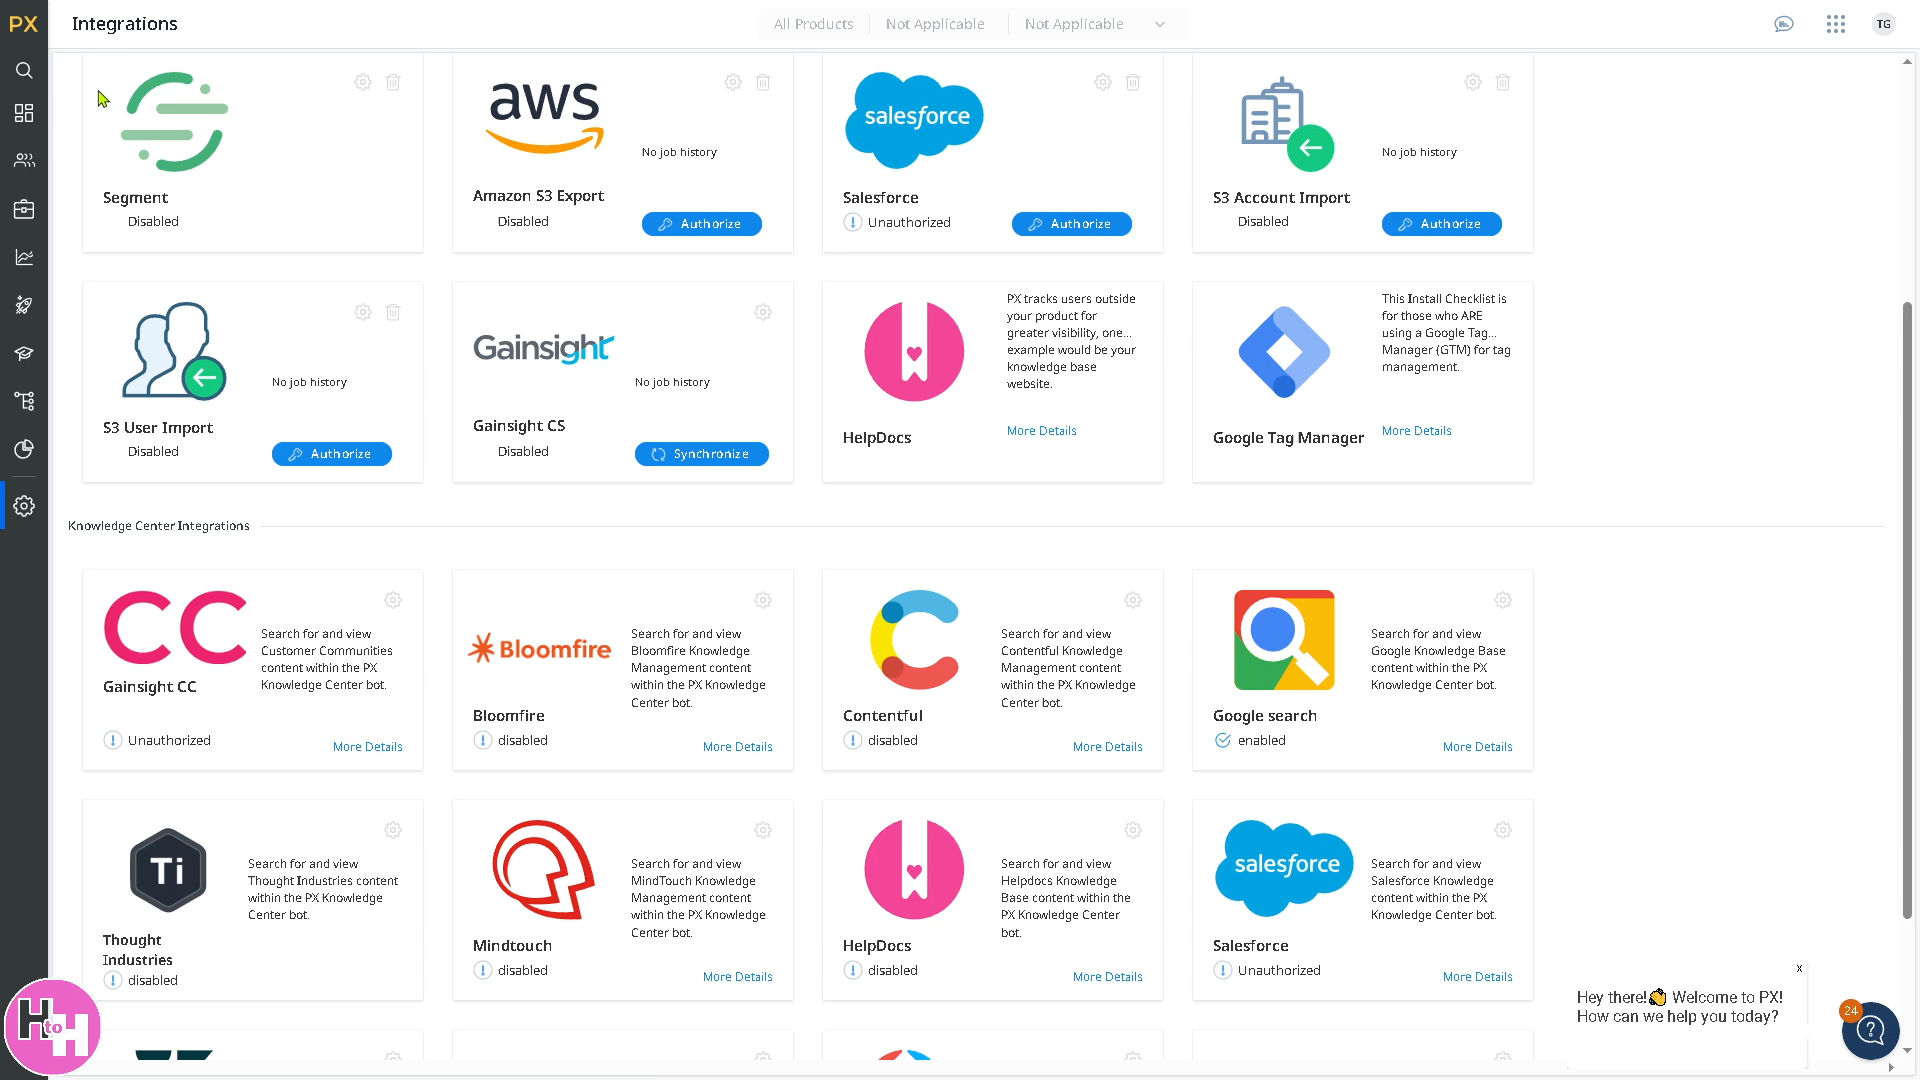 PX
Integrations
All Products
Not Applicable
Not Applicable
TG
Segment
Disabled
aws
No job history
Amazon S3 Export
Disabled
Authorize
salesforce
Salesforce
Unauthorized
Authorize
No job history
S3 Account Import
Disabled
Authorize
No job history
S3 User Import
Disabled
Authorize
Gainsight
No job history
Gainsight CS
Disabled
Synchronize
PX tracks users outside
your product for
greater visibility, one...
example would be your
knowledge base
website.
HelpDocs
More Details
This Install Checklist is
for those who ARE
using a Google Tag...
Manager (GTM) for tag
management.
Google Tag Manager
More Details
Knowledge Center Integrations
CC
Search for and view
Customer Communities
content within the PX
Knowledge Center bot.
Gainsight CC
Unauthorized
More Details
Bloomfire
Search for and view
Bloomfire Knowledge
Management content
within the PX Knowledge
Center bot.
Bloomfire
disabled
More Details
Search for and view
Contentful Knowledge
Management content
within the PX Knowledge
Center bot.
Contentful
disabled
More Details
Search for and view
Google Knowledge Base
content within the PX
Knowledge Center bot.
Google search
enabled
More Details
Ti
Search for and view
Thought Industries content
within the PX Knowledge
Center bot.
Thought
Industries
disabled
Search for and view
MindTouch Knowledge
Management content
within the PX Knowledge
Center bot.
Mindtouch
disabled
More Details
Search for and view
Helpdocs Knowledge
Base content within the
PX Knowledge Center
bot.
HelpDocs
disabled
More Details
salesforce
Search for and view
Salesforce Knowledge
content within the PX
Knowledge Center bot.
Salesforce
Unauthorized
More Details
x
Hey there!👋 Welcome to PX!
How can we help you today?
24
H to H